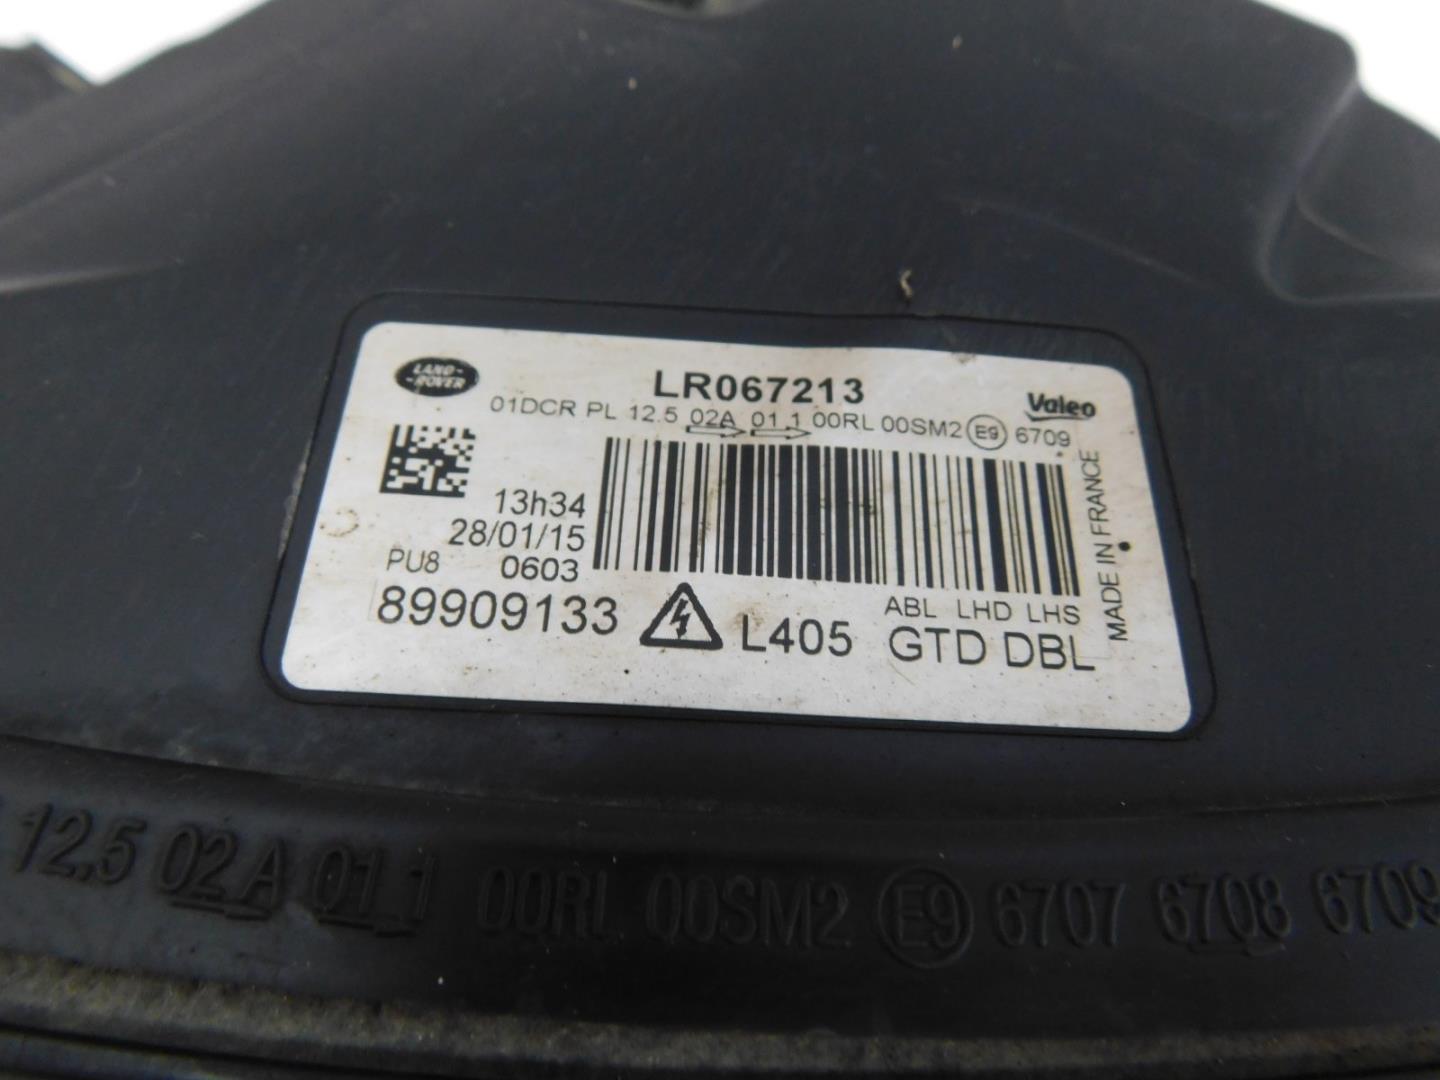 LAND-
-ROVER
LR067213
Valeo
01DCR PL 12.5 02A 01 1 00RL 00SM2 E9 6709
13h34
28/01/15
PU8 0603
MADE IN FRANCE
ABL LHD LHS
89909133 L405 GTD DBL
12,5 02A 01 1 00RL 00SM2 E9 6707 6708 6709